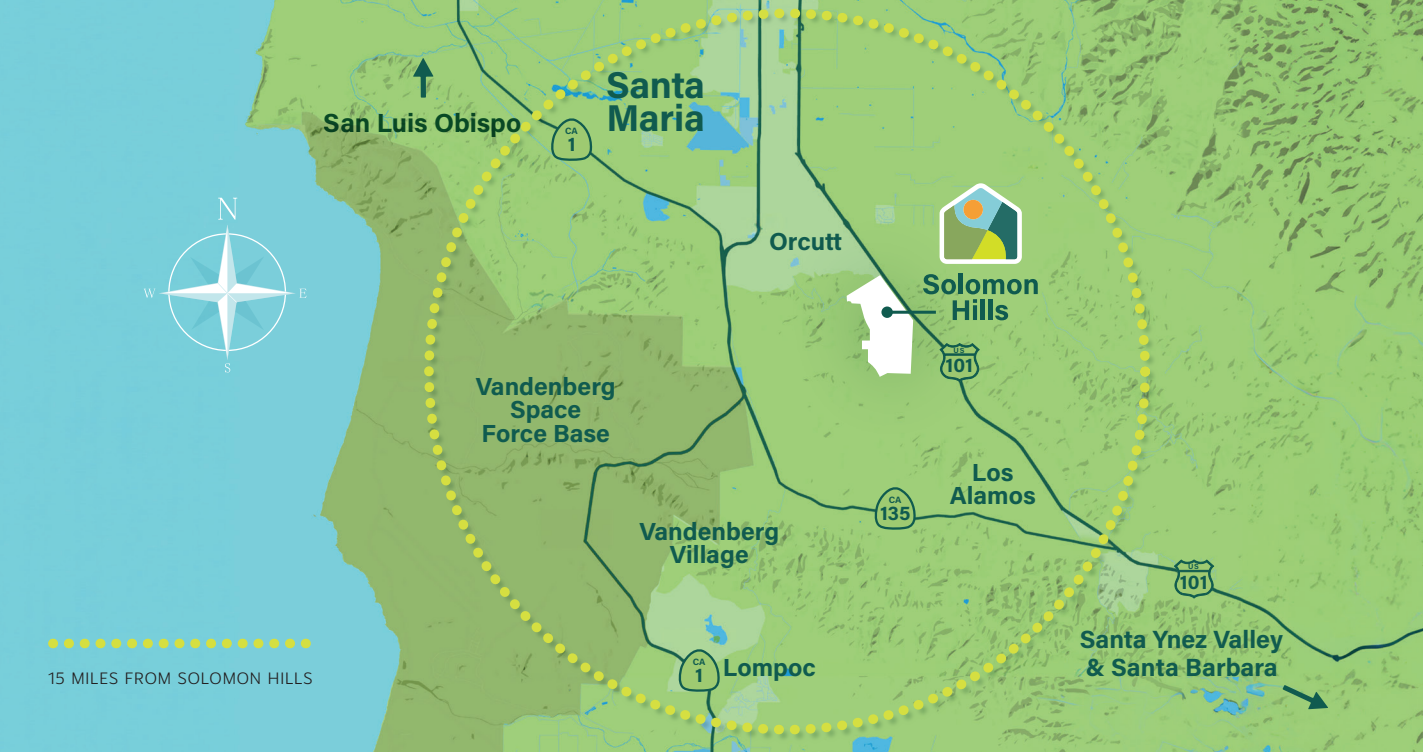 Santa
Maria
San Luis Obispo
CA
1
N
W
E
S
Orcutt
Solomon
Hills
US
101
Vandenberg
Space
Force Base
Los
Alamos
CA
135
Vandenberg
Village
US
101
CA
1
Lompoc
Santa Ynez Valley
& Santa Barbara
15 MILES FROM SOLOMON HILLS